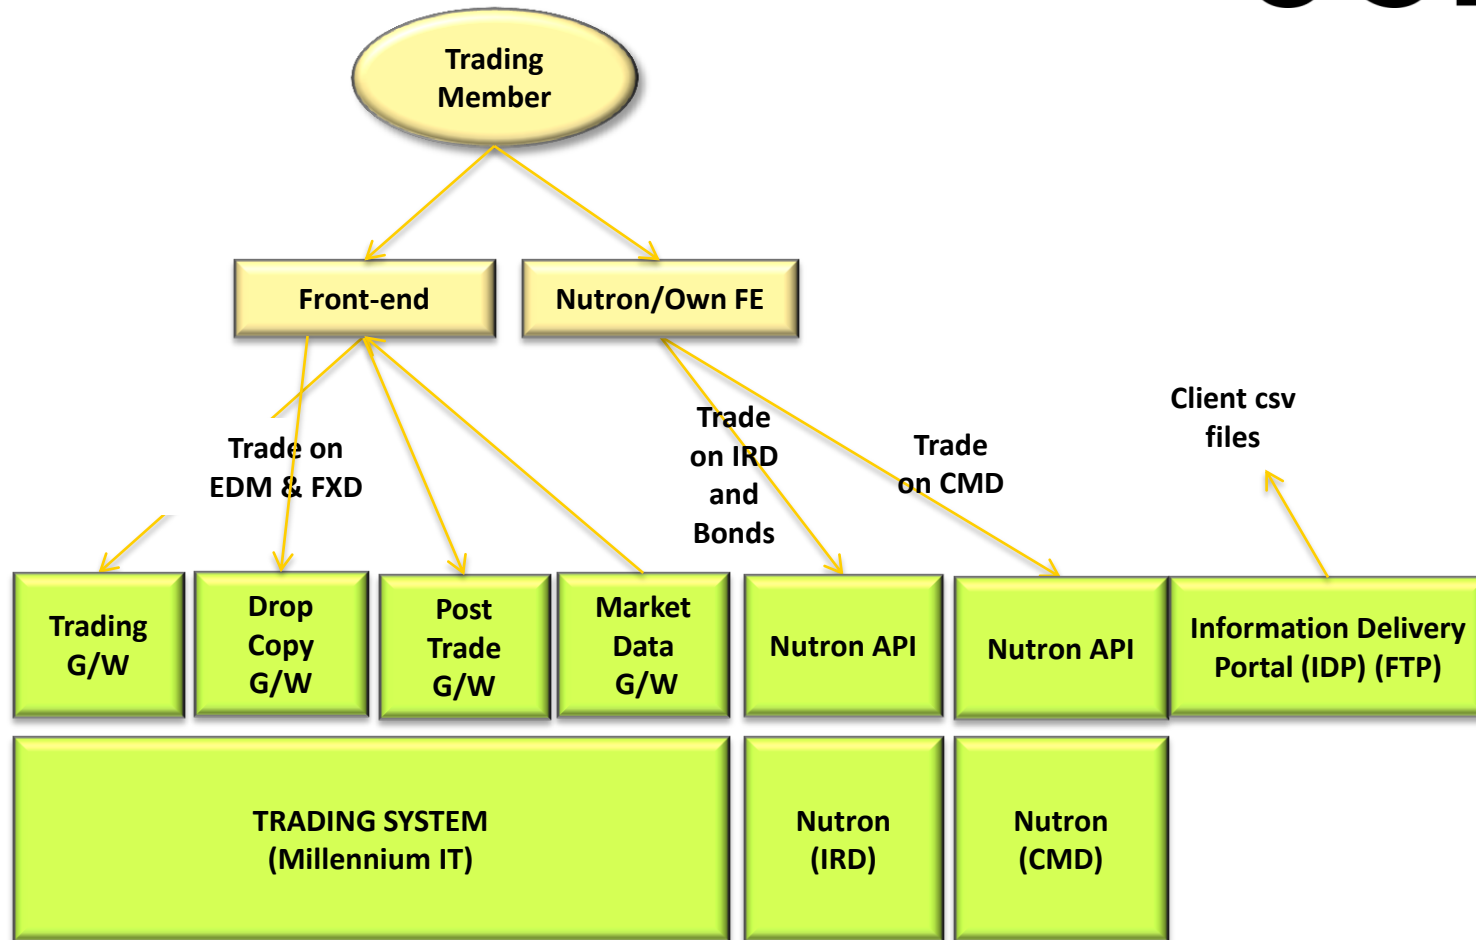 Trading
Member
Front-end
Nutron/Own FE
Trade on
EDM & FXD
Trade
on IRD
and
Bonds
Trade
on CMD
Client csv
files
Trading
G/W
Drop
Copy
G/W
Post
Trade
G/W
Market
Data
G/W
Nutron API
Nutron API
Information Delivery
Portal (IDP) (FTP)
TRADING SYSTEM
(Millennium IT)
Nutron
(IRD)
Nutron
(CMD)